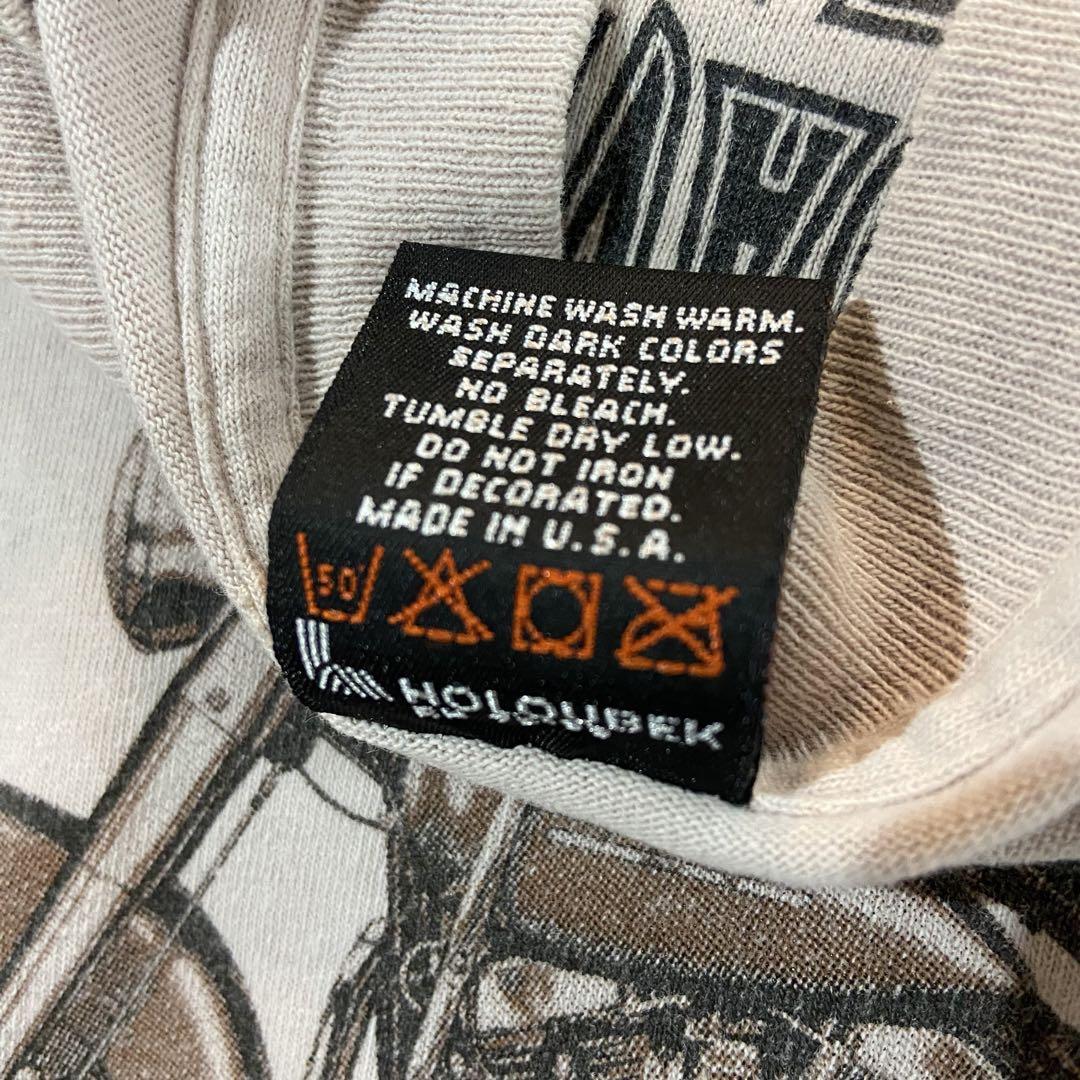 MACHINE WASH WARM.
WASH DARK COLORS
SEPARATELY.
NO BLEACH.
TUMBLE DRY LOW.
DO NOT IRON
IF DECORATED.
MADE IN U.S.A.
50°
HOLOUBEK